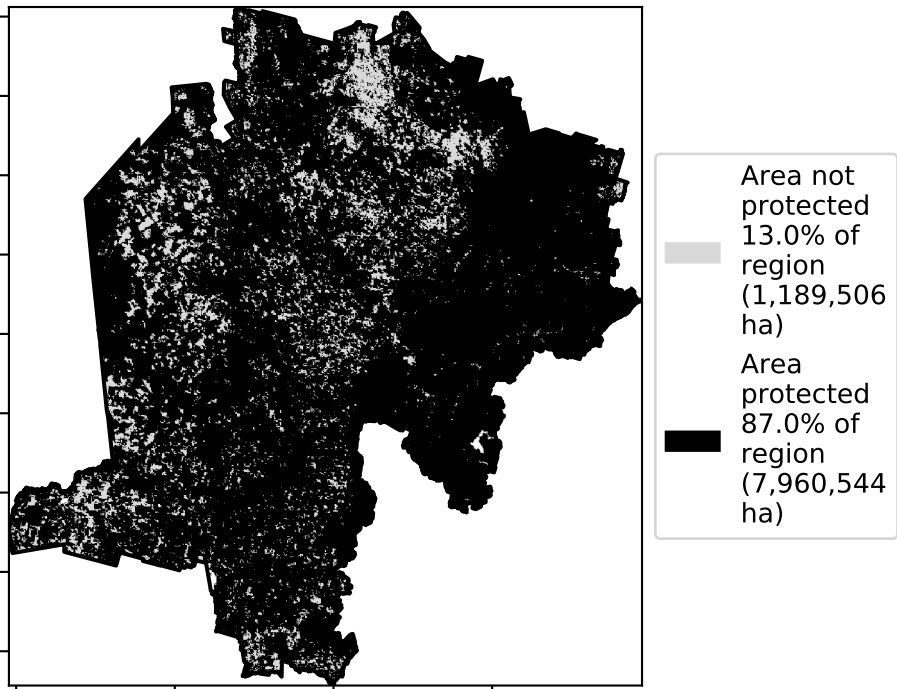 Area not
protected
13.0% of
region
(1,189,506
ha)
Area
protected
87.0% of
region
(7,960,544
ha)